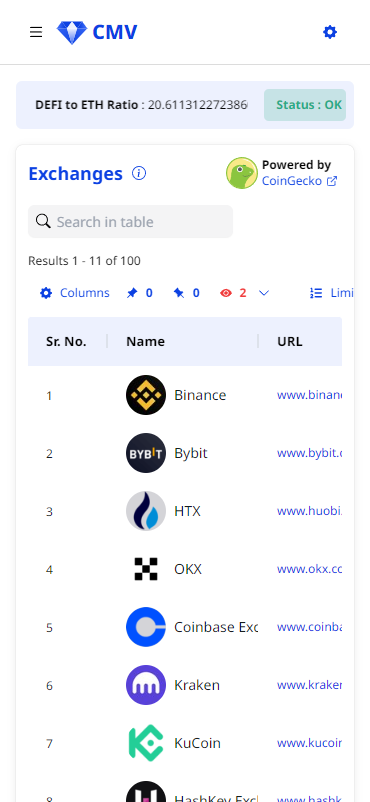 CMV
DEFI to ETH Ratio : 20.611312272386
Status : OK
Exchanges
Powered by
CoinGecko
Search in table
Results 1 - 11 of 100
Columns 0 0 2 Limi
Sr. No. Name URL
1 Binance www.binan
2 BYBIT Bybit www.bybit.c
3 HTX www.huobi.
4 OKX www.okx.cc
5 Coinbase Exc www.coinba
6 Kraken www.kraken
7 KuCoin www.kucoin
8 HashKey Excl www.hashk